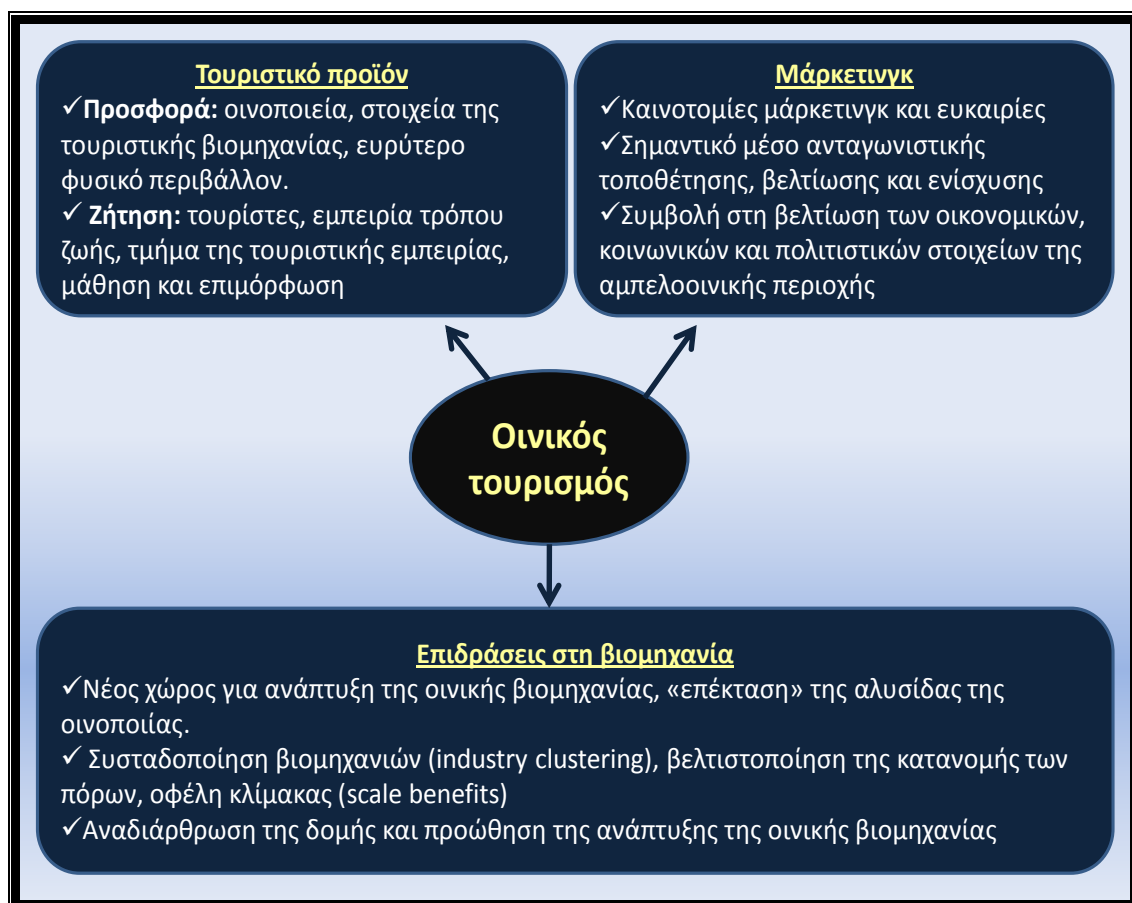 Τουριστικό προϊόν
✓Προσφορά: οινοποιεία, στοιχεία της
τουριστικής βιομηχανίας, ευρύτερο
φυσικό περιβάλλον.
✓ Ζήτηση: τουρίστες, εμπειρία τρόπου
ζωής, τμήμα της τουριστικής εμπειρίας,
μάθηση και επιμόρφωση
Μάρκετινγκ
✓Καινοτομίες μάρκετινγκ και ευκαιρίες
✓Σημαντικό μέσο ανταγωνιστικής
τοποθέτησης, βελτίωσης και ενίσχυσης
✓Συμβολή στη βελτίωση των οικονομικών,
κοινωνικών και πολιτιστικών στοιχείων της
αμπελοοινικής περιοχής
Οινικός
τουρισμός
Επιδράσεις στη βιομηχανία
✓Νέος χώρος για ανάπτυξη της οινικής βιομηχανίας, «επέκταση» της αλυσίδας της
οινοποιίας.
✓ Συσταδοποίηση βιομηχανιών (industry clustering), βελτιστοποίηση της κατανομής των
πόρων, οφέλη κλίμακας (scale benefits)
✓Αναδιάρθρωση της δομής και προώθηση της ανάπτυξης της οινικής βιομηχανίας